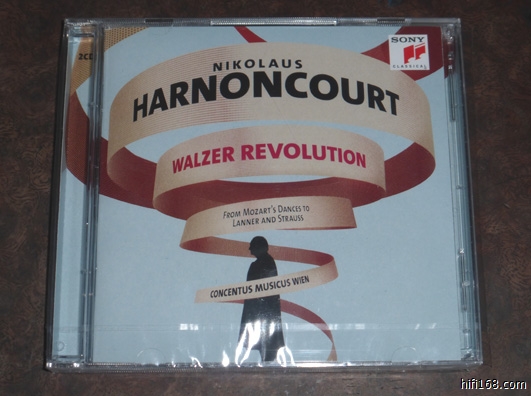 2CD
NIKOLAUS
HARNONCOURT
SONY
CLASSICAL
WALZER REVOLUTION
FROM MOZART'S DANCES TO
LANNER AND STRAUSS
CONCENTUS MUSICUS WIEN
hifi168.com